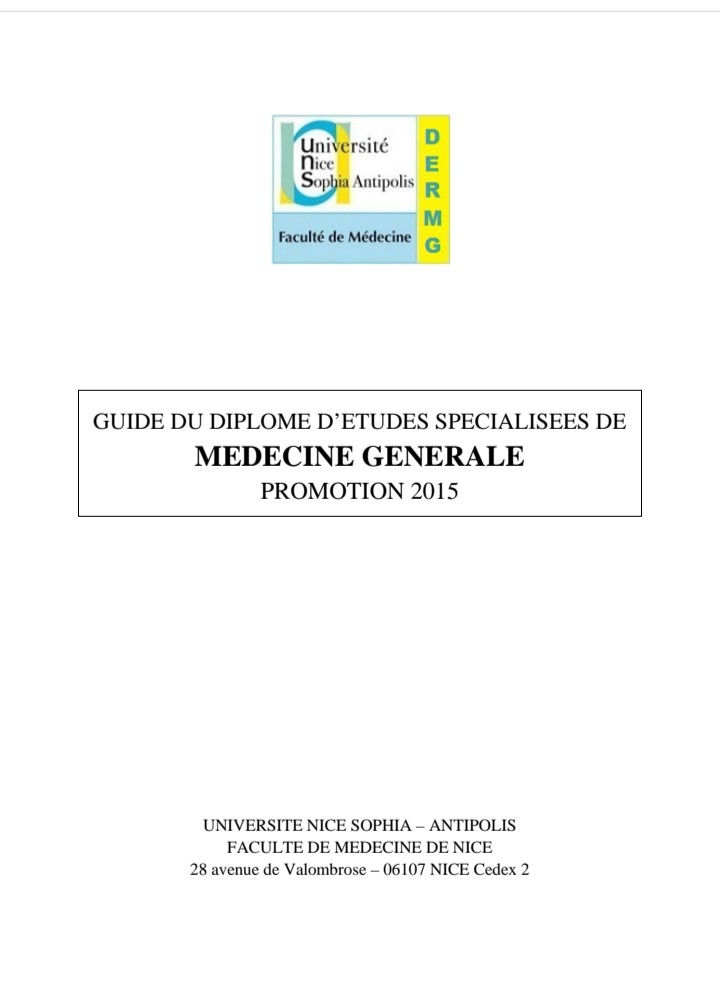 Université
Nice
Sophia Antipolis
Faculté de Médecine
DERMG
GUIDE DU DIPLOME D'ETUDES SPECIALISEES DE
MEDECINE GENERALE
PROMOTION 2015
UNIVERSITE NICE SOPHIA – ANTIPOLIS
FACULTE DE MEDECINE DE NICE
28 avenue de Valombrose – 06107 NICE Cedex 2